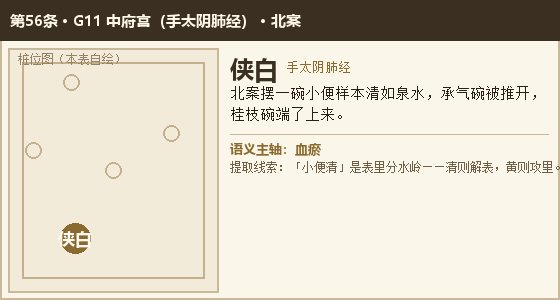 第56条·G11 中府宫（手太阴肺经）·北案
桩位图（本表自绘）
侠白
侠白 手太阴肺经
北案摆一碗小便样本清如泉水，承气碗被推开，
桂枝碗端了上来。
语义主轴：血瘀
提取线索：「小便清」是表里分水岭——清则解表，黄则攻里。